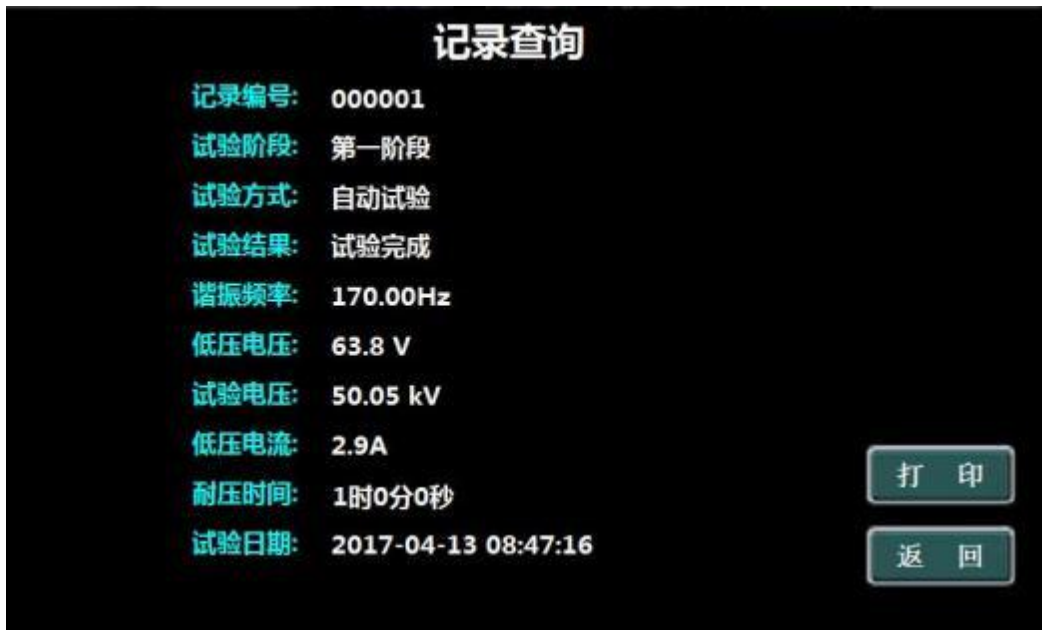 记录查询
记录编号: 000001
试验阶段: 第一阶段
试验方式: 自动试验
试验结果: 试验完成
谐振频率: 170.00Hz
低压电压: 63.8 V
试验电压: 50.05 kV
低压电流: 2.9A
耐压时间: 1时0分0秒
试验日期: 2017-04-13 08:47:16
打 印
返 回